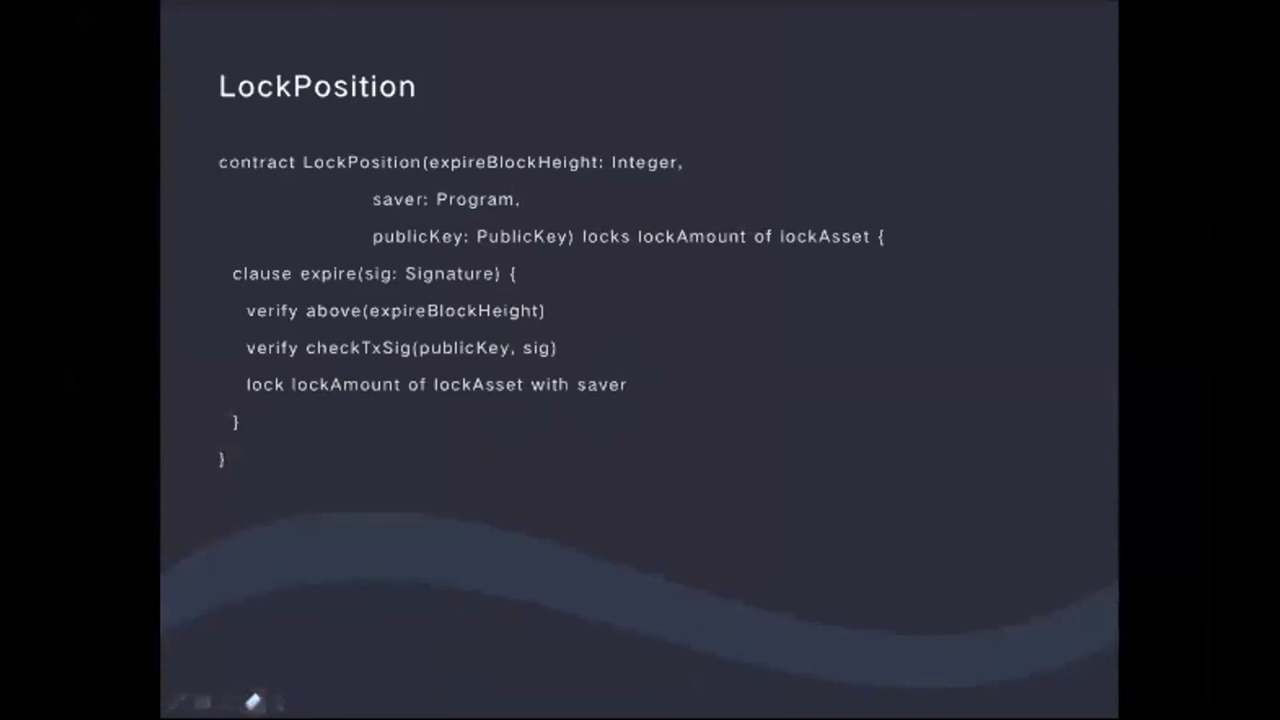 LockPosition
contract LockPosition(expireBlockHeight: Integer,
saver: Program,
publicKey: PublicKey) locks lockAmount of lockAsset {
clause expire(sig: Signature) {
verify above(expireBlockHeight)
verify checkTxSig(publicKey, sig)
lock lockAmount of lockAsset with saver
}
}